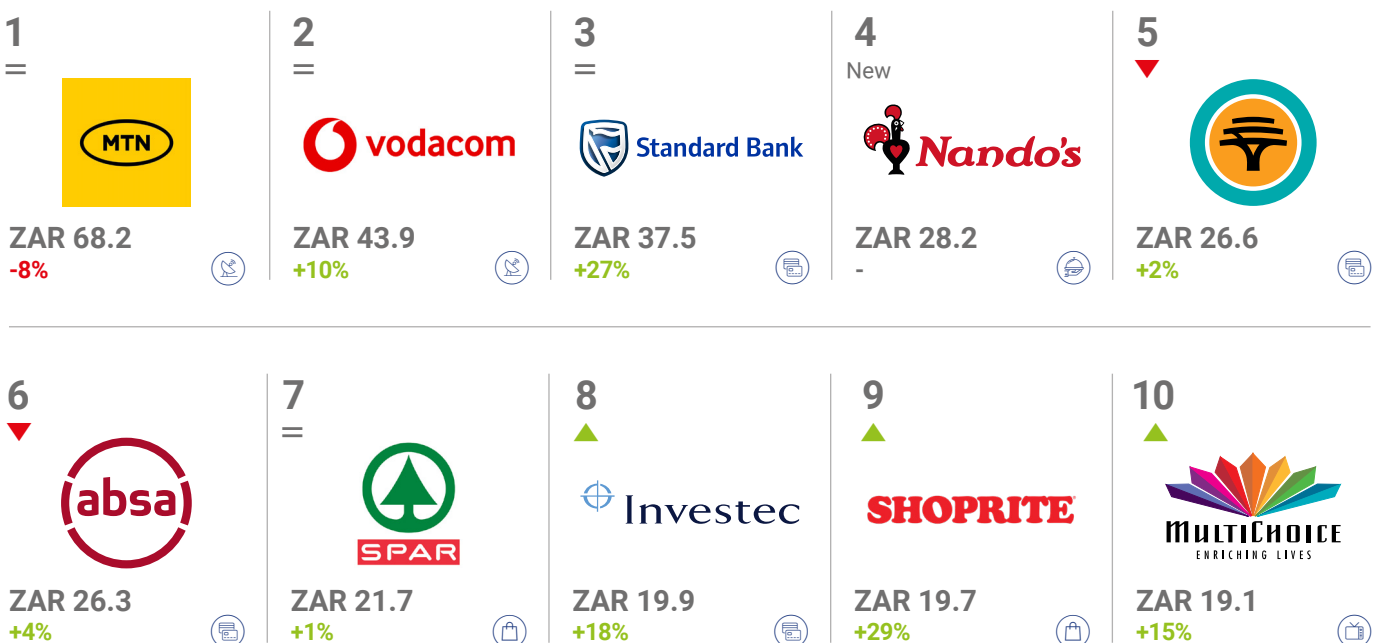 1
=
MTN
ZAR 68.2
-8%
2
=
vodacom
ZAR 43.9
+10%
3
=
Standard Bank
ZAR 37.5
+27%
4
New
Nando's
ZAR 28.2
-
5
ZAR 26.6
+2%
6
absa
ZAR 26.3
+4%
7
=
SPAR
ZAR 21.7
+1%
8
Investec
ZAR 19.9
+18%
9
SHOPRITE
ZAR 19.7
+29%
10
MULTICHOICE
ENRICHING LIVES
ZAR 19.1
+15%